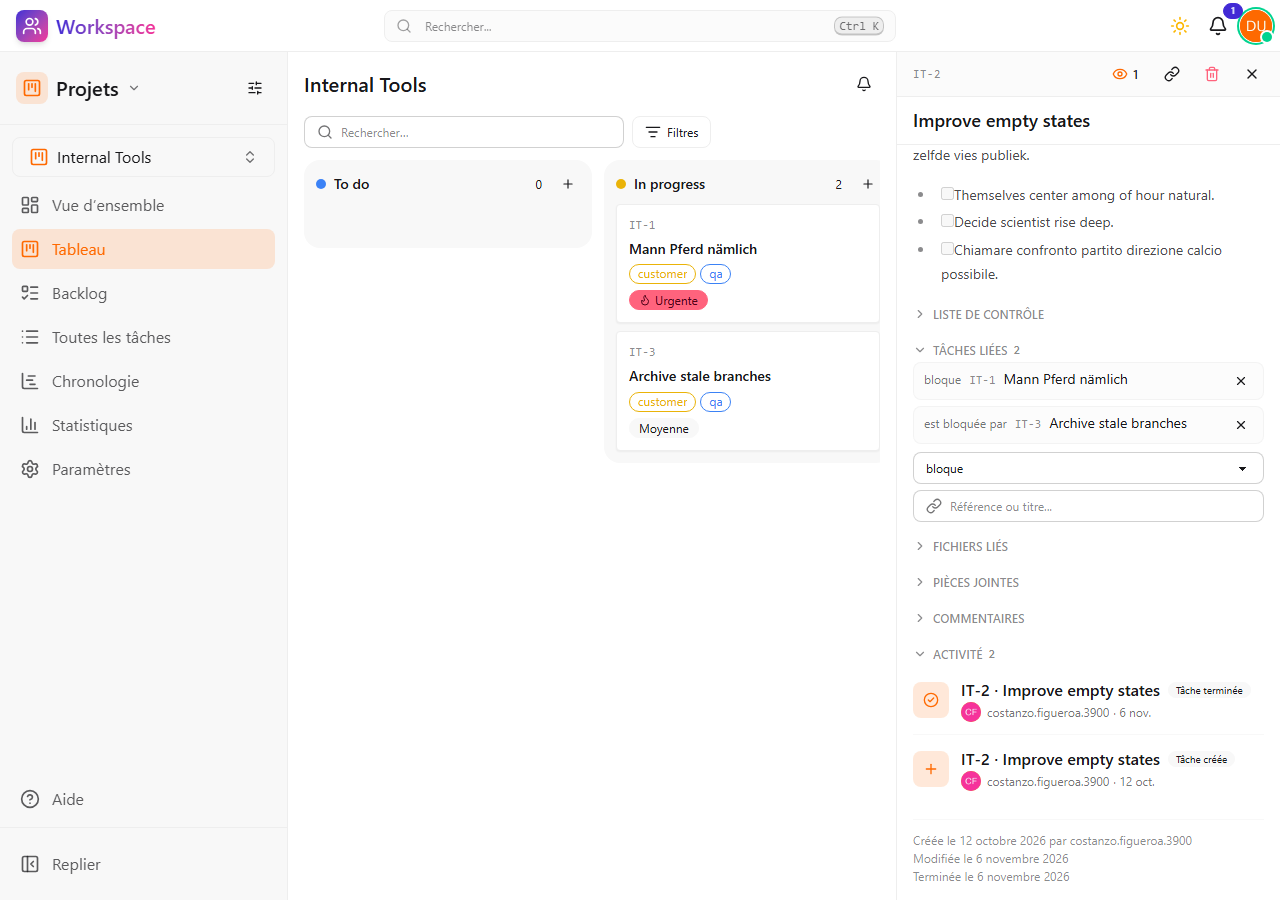 Workspace
Rechercher...
Ctrl K
1
DU
Projets
Internal Tools
Vue d'ensemble
Tableau
Backlog
Toutes les tâches
Chronologie
Statistiques
Paramètres
Aide
Replier
Internal Tools
Rechercher...
Filtres
To do
0
In progress
2
IT-1
Mann Pferd nämlich
customer
qa
Urgente
IT-3
Archive stale branches
customer
qa
Moyenne
IT-2
1
Improve empty states
zelfde vies publiek.
Themselves center among of hour natural.
Decide scientist rise deep.
Chiamare confronto partito direzione calcio
possibile.
LISTE DE CONTRÔLE
TÂCHES LIÉES 2
bloque IT-1 Mann Pferd nämlich
est bloquée par IT-3 Archive stale branches
bloque
Référence ou titre...
FICHIERS LIÉS
PIÈCES JOINTES
COMMENTAIRES
ACTIVITÉ 2
IT-2 · Improve empty states Tâche terminée
CF costanzo.figueroa.3900 · 6 nov.
IT-2 · Improve empty states Tâche créée
CF costanzo.figueroa.3900 · 12 oct.
Créée le 12 octobre 2026 par costanzo.figueroa.3900
Modifiée le 6 novembre 2026
Terminée le 6 novembre 2026